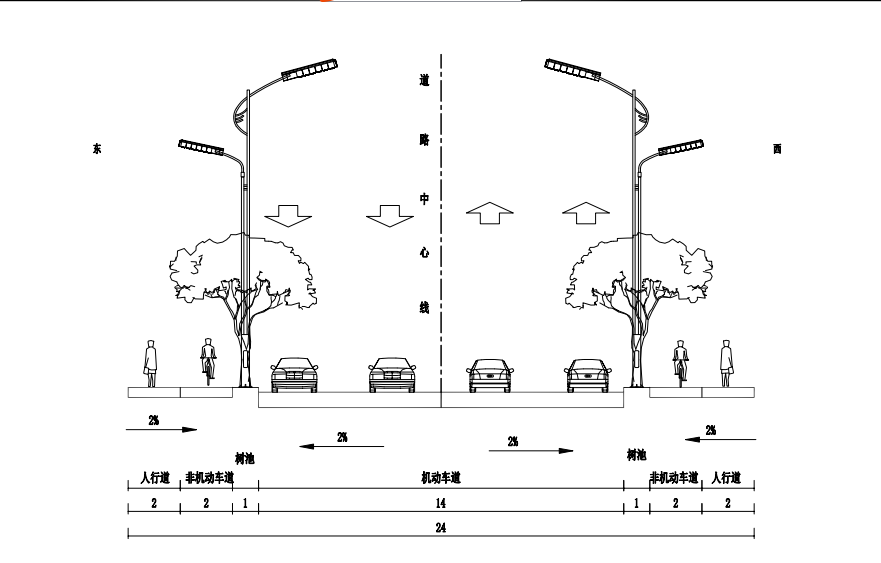 道路中心线
东
西
2%
2%
2%
2%
树池
树池
人行道 非机动车道 机动车道 非机动车道 人行道
2 2 1 14 1 2 2
24